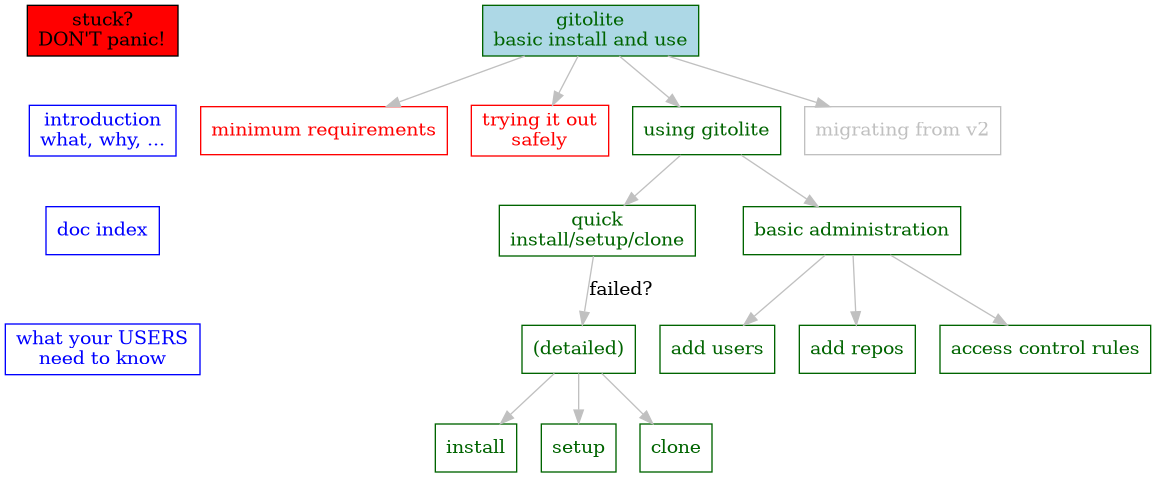 stuck?
DON'T panic!
gitolite
basic install and use
introduction
what, why, ...
minimum requirements
trying it out
safely
using gitolite
migrating from v2
doc index
quick
install/setup/clone
basic administration
failed?
what your USERS
need to know
(detailed)
add users
add repos
access control rules
install
setup
clone